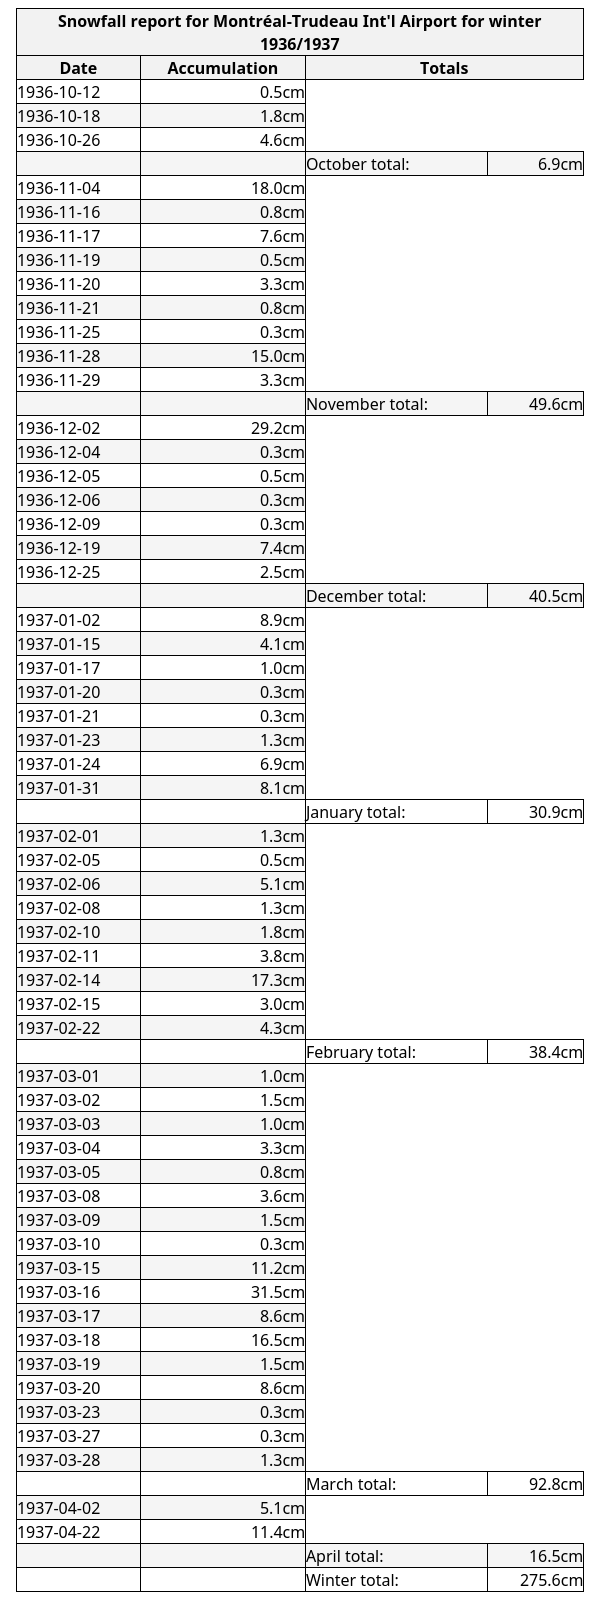 Snowfall report for Montréal-Trudeau Int'l Airport for winter
1936/1937
Date Accumulation Totals
1936-10-12 0.5cm
1936-10-18 1.8cm
1936-10-26 4.6cm
October total: 6.9cm
1936-11-04 18.0cm
1936-11-16 0.8cm
1936-11-17 7.6cm
1936-11-19 0.5cm
1936-11-20 3.3cm
1936-11-21 0.8cm
1936-11-25 0.3cm
1936-11-28 15.0cm
1936-11-29 3.3cm
November total: 49.6cm
1936-12-02 29.2cm
1936-12-04 0.3cm
1936-12-05 0.5cm
1936-12-06 0.3cm
1936-12-09 0.3cm
1936-12-19 7.4cm
1936-12-25 2.5cm
December total: 40.5cm
1937-01-02 8.9cm
1937-01-15 4.1cm
1937-01-17 1.0cm
1937-01-20 0.3cm
1937-01-21 0.3cm
1937-01-23 1.3cm
1937-01-24 6.9cm
1937-01-31 8.1cm
January total: 30.9cm
1937-02-01 1.3cm
1937-02-05 0.5cm
1937-02-06 5.1cm
1937-02-08 1.3cm
1937-02-10 1.8cm
1937-02-11 3.8cm
1937-02-14 17.3cm
1937-02-15 3.0cm
1937-02-22 4.3cm
February total: 38.4cm
1937-03-01 1.0cm
1937-03-02 1.5cm
1937-03-03 1.0cm
1937-03-04 3.3cm
1937-03-05 0.8cm
1937-03-08 3.6cm
1937-03-09 1.5cm
1937-03-10 0.3cm
1937-03-15 11.2cm
1937-03-16 31.5cm
1937-03-17 8.6cm
1937-03-18 16.5cm
1937-03-19 1.5cm
1937-03-20 8.6cm
1937-03-23 0.3cm
1937-03-27 0.3cm
1937-03-28 1.3cm
March total: 92.8cm
1937-04-02 5.1cm
1937-04-22 11.4cm
April total: 16.5cm
Winter total: 275.6cm